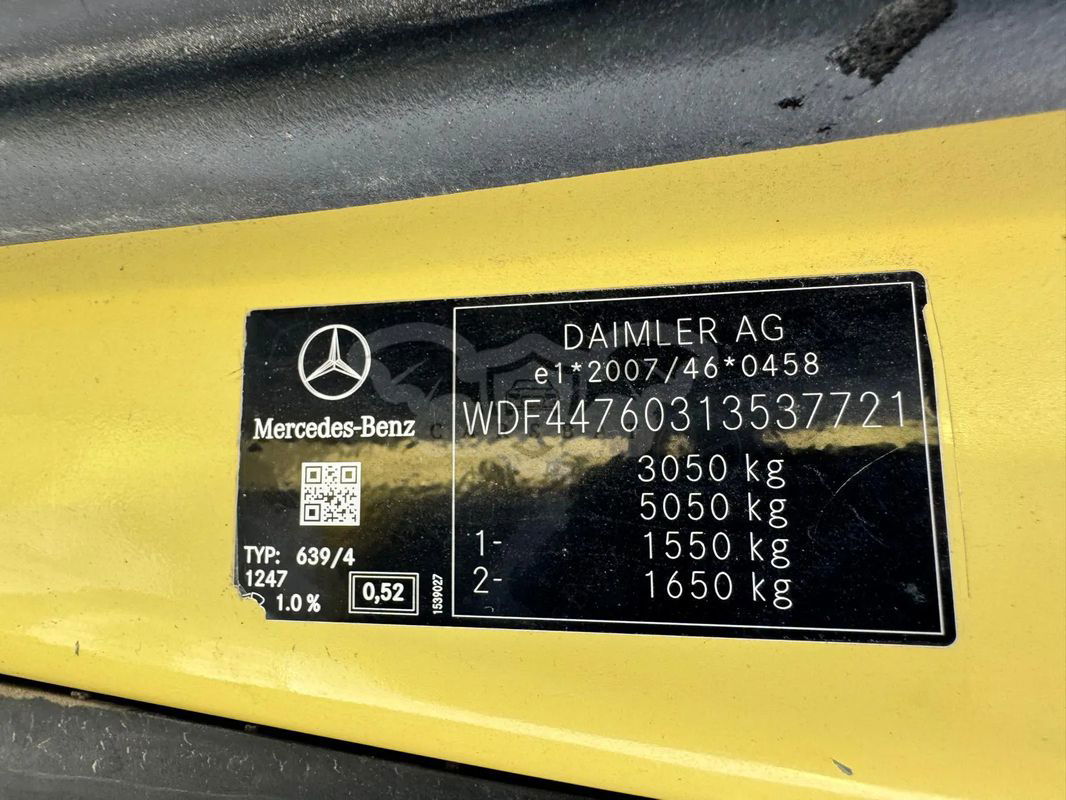 Mercedes-Benz
TYP: 639/4
1247
1.0 %
0,52
1539027
DAIMLER AG
e1*2007/46*0458
WDF44760313537721
3050 kg
5050 kg
1- 1550 kg
2- 1650 kg